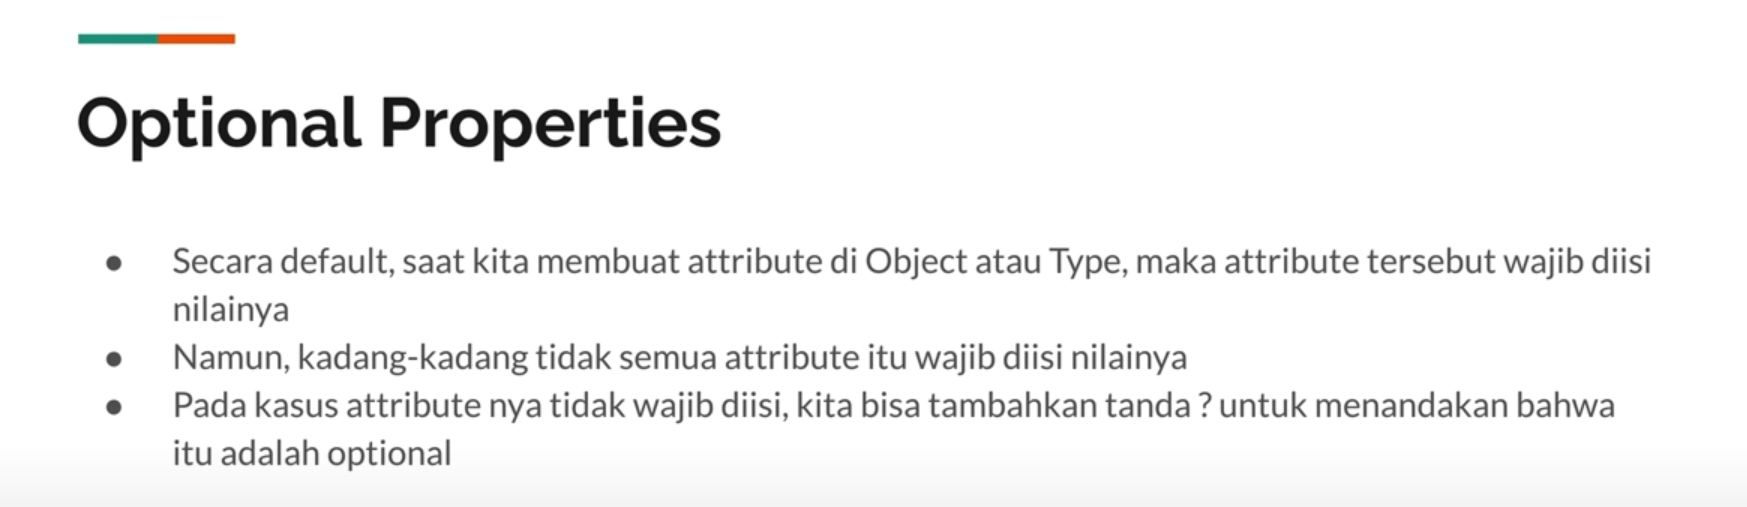 Optional Properties
● Secara default, saat kita membuat attribute di Object atau Type, maka attribute tersebut wajib diisi
nilainya
● Namun, kadang-kadang tidak semua attribute itu wajib diisi nilainya
● Pada kasus attribute nya tidak wajib diisi, kita bisa tambahkan tanda ? untuk menandakan bahwa
itu adalah optional